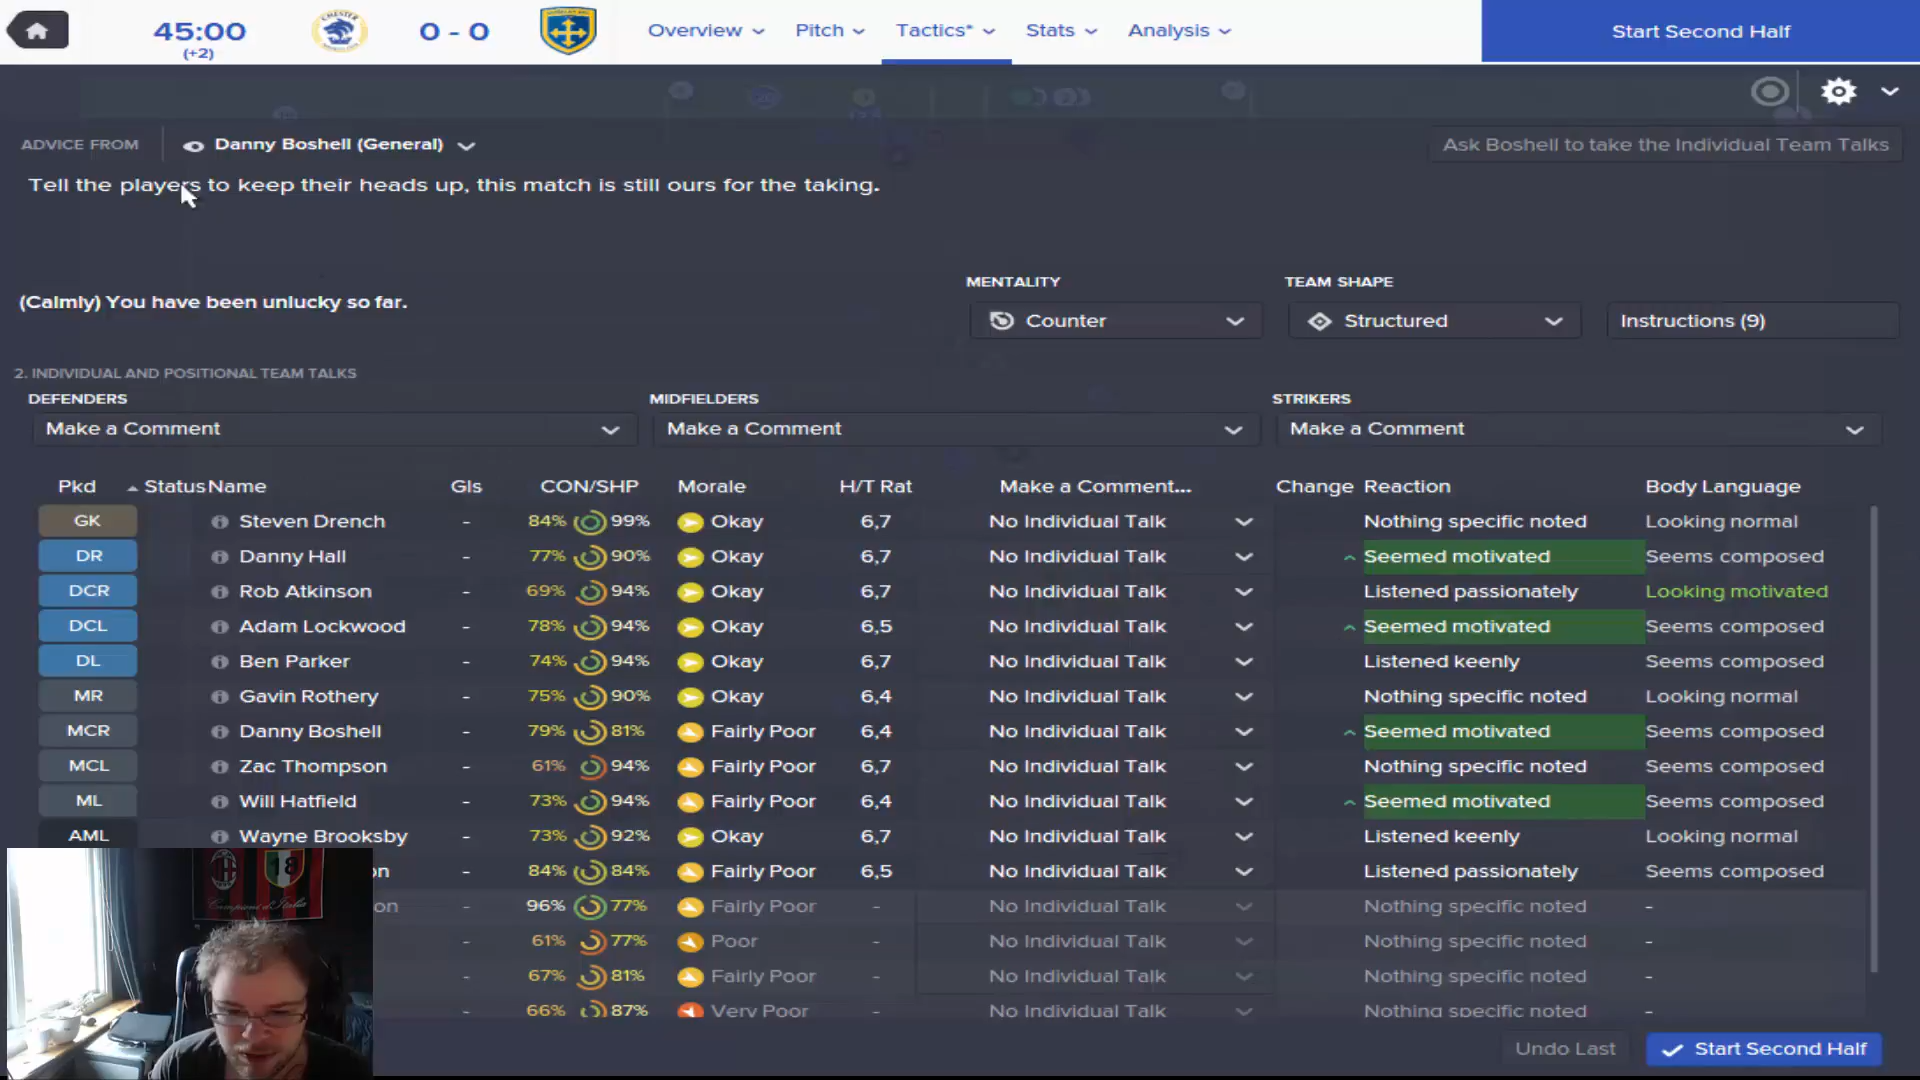 45:00
(+2)
CHESTER
0 - 0
Overview
Pitch
Tactics*
Stats
Analysis
Start Second Half
ADVICE FROM
Danny Boshell (General)
Ask Boshell to take the Individual Team Talks
Tell the players to keep their heads up, this match is still ours for the taking.
(Calmly) You have been unlucky so far.
MENTALITY
TEAM SHAPE
Counter
Structured
Instructions (9)
2. INDIVIDUAL AND POSITIONAL TEAM TALKS
DEFENDERS
MIDFIELDERS
STRIKERS
Make a Comment
Make a Comment
Make a Comment
Pkd Status Name Gls CON/SHP Morale H/T Rat Make a Comment... Change Reaction Body Language
GK Steven Drench - 84% 99% Okay 6,7 No Individual Talk Nothing specific noted Looking normal
DR Danny Hall - 77% 90% Okay 6,7 No Individual Talk Seemed motivated Seems composed
DCR Rob Atkinson - 69% 94% Okay 6,7 No Individual Talk Listened passionately Looking motivated
DCL Adam Lockwood - 78% 94% Okay 6,5 No Individual Talk Seemed motivated Seems composed
DL Ben Parker - 74% 94% Okay 6,7 No Individual Talk Listened keenly Seems composed
MR Gavin Rothery - 75% 90% Okay 6,4 No Individual Talk Nothing specific noted Looking normal
MCR Danny Boshell - 79% 81% Fairly Poor 6,4 No Individual Talk Seemed motivated Seems composed
MCL Zac Thompson - 61% 94% Fairly Poor 6,7 No Individual Talk Nothing specific noted Seems composed
ML Will Hatfield - 73% 94% Fairly Poor 6,4 No Individual Talk Seemed motivated Seems composed
AML Wayne Brooksby - 73% 92% Okay 6,7 No Individual Talk Listened keenly Looking normal
on - 84% 84% Fairly Poor 6,5 No Individual Talk Listened passionately Seems composed
on - 96% 77% Fairly Poor - No Individual Talk Nothing specific noted -
- 61% 77% Poor - No Individual Talk Nothing specific noted -
- 67% 81% Fairly Poor - No Individual Talk Nothing specific noted -
- 66% 87% Very Poor - No Individual Talk Nothing specific noted -
18
Campioni d'Italia
Undo Last
Start Second Half